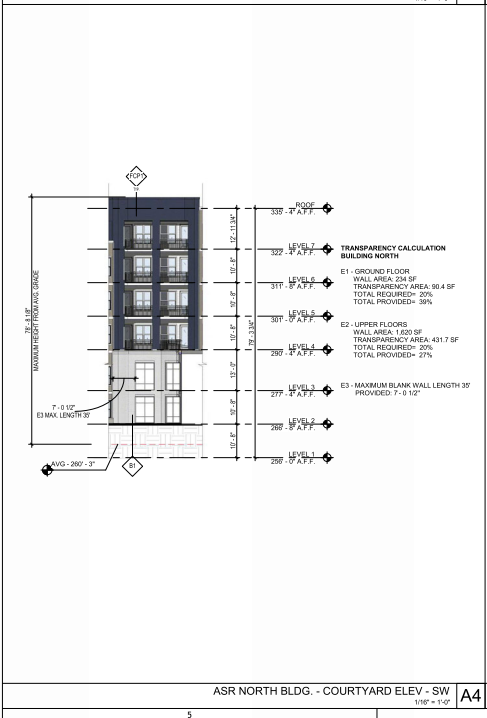 FCP1
ROOF
335' - 4" A.F.F.
12' - 11 3/4"
LEVEL 7
322' - 4" A.F.F.
10' - 8"
LEVEL 6
311' - 8" A.F.F.
10' - 8"
LEVEL 5
301' - 0" A.F.F.
10' - 8"
LEVEL 4
290' - 4" A.F.F.
13' - 0"
LEVEL 3
277' - 4" A.F.F.
10' - 8"
LEVEL 2
266' - 8" A.F.F.
10' - 8"
LEVEL 1
256' - 0" A.F.F.
79' - 3 3/4"
78' - 8 1/8"
MAXIMUM HEIGHT FROM AVG. GRADE
7' - 0 1/2"
E3 MAX. LENGTH 35'
AVG - 260' - 3"
B1
TRANSPARENCY CALCULATION
BUILDING NORTH
E1 - GROUND FLOOR
WALL AREA: 234 SF
TRANSPARENCY AREA: 90.4 SF
TOTAL REQUIRED= 20%
TOTAL PROVIDED= 39%
E2 - UPPER FLOORS
WALL AREA: 1,620 SF
TRANSPARENCY AREA: 431.7 SF
TOTAL REQUIRED= 20%
TOTAL PROVIDED= 27%
E3 - MAXIMUM BLANK WALL LENGTH 35'
PROVIDED: 7' - 0 1/2"
ASR NORTH BLDG. - COURTYARD ELEV - SW
1/16" = 1'-0"
A4
5